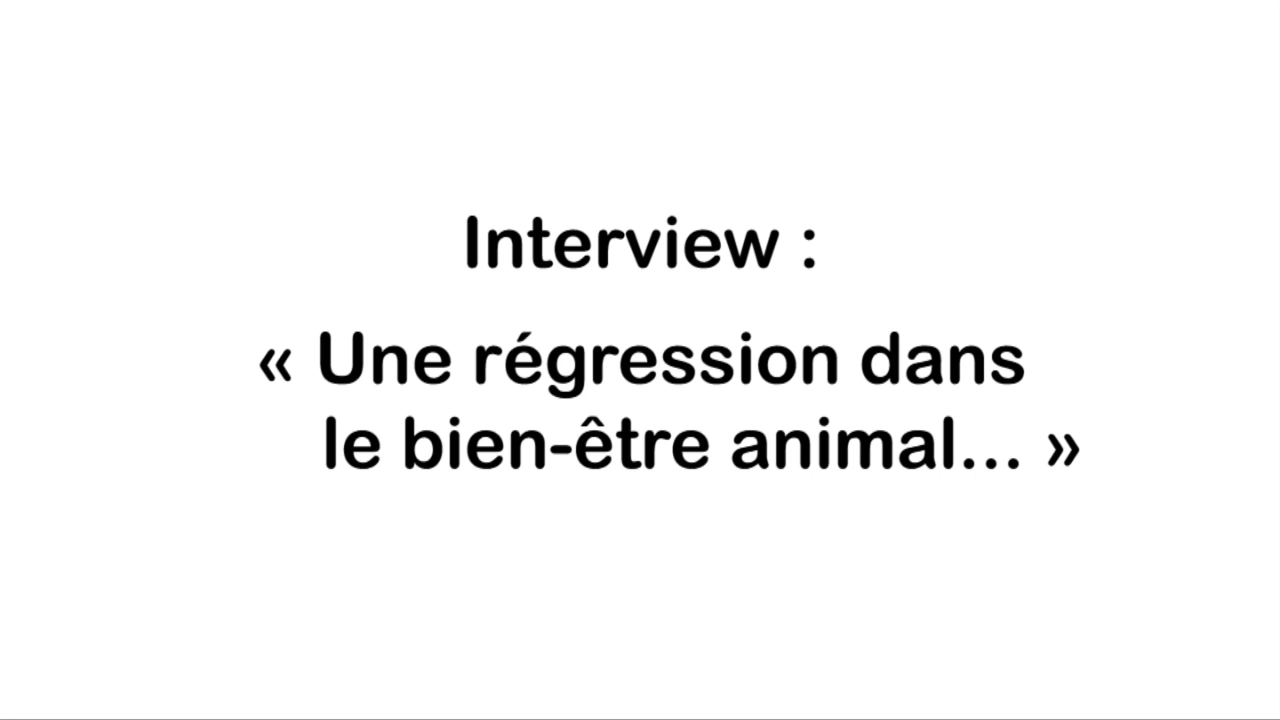 Interview :
« Une régression dans
le bien-être animal... »